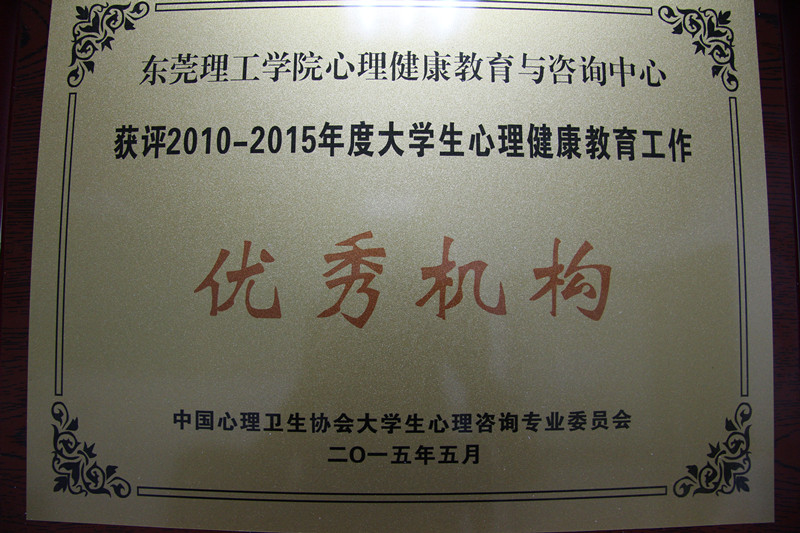 东莞理工学院心理健康教育与咨询中心
获评2010-2015年度大学生心理健康教育工作
优秀机构
中国心理卫生协会大学生心理咨询专业委员会
二〇一五年五月